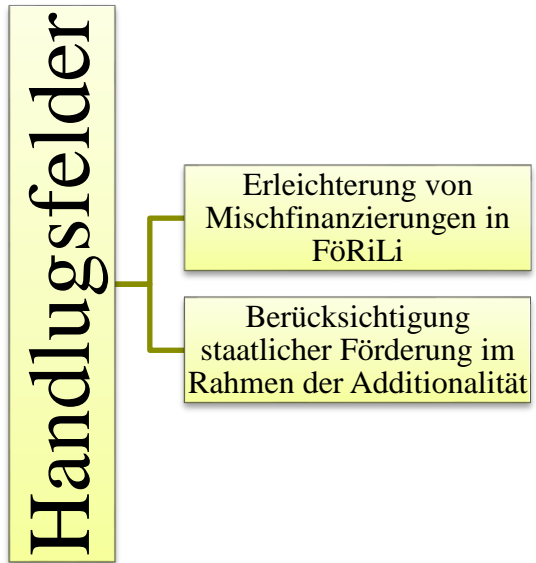 Handlugsfelder
Erleichterung von
Mischfinanzierungen in
FöRiLi
Berücksichtigung
staatlicher Förderung im
Rahmen der Additionalität